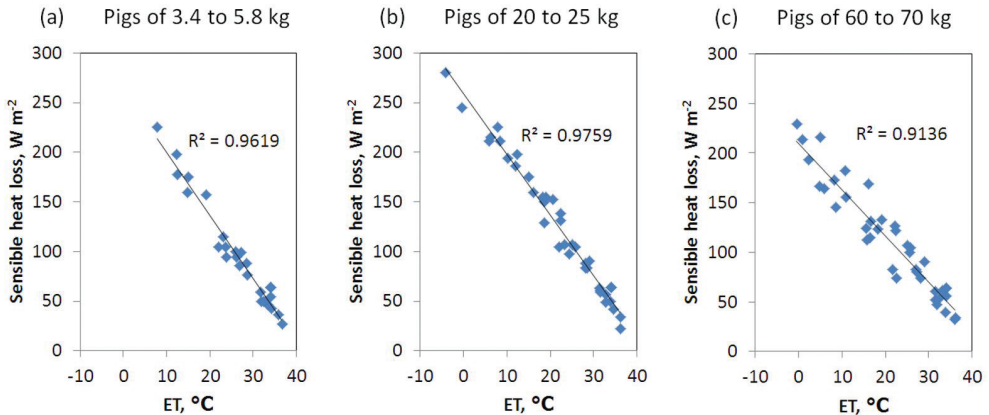 (a) Pigs of 3.4 to 5.8 kg
Sensible heat loss, W m⁻²
300
250
200
150
100
50
0
R² = 0.9619
-10 0 10 20 30 40
ET, °C
(b) Pigs of 20 to 25 kg
Sensible heat loss, W m⁻²
300
250
200
150
100
50
0
R² = 0.9759
-10 0 10 20 30 40
ET, °C
(c) Pigs of 60 to 70 kg
Sensible heat loss, W m⁻²
300
250
200
150
100
50
0
R² = 0.9136
-10 0 10 20 30 40
ET, °C